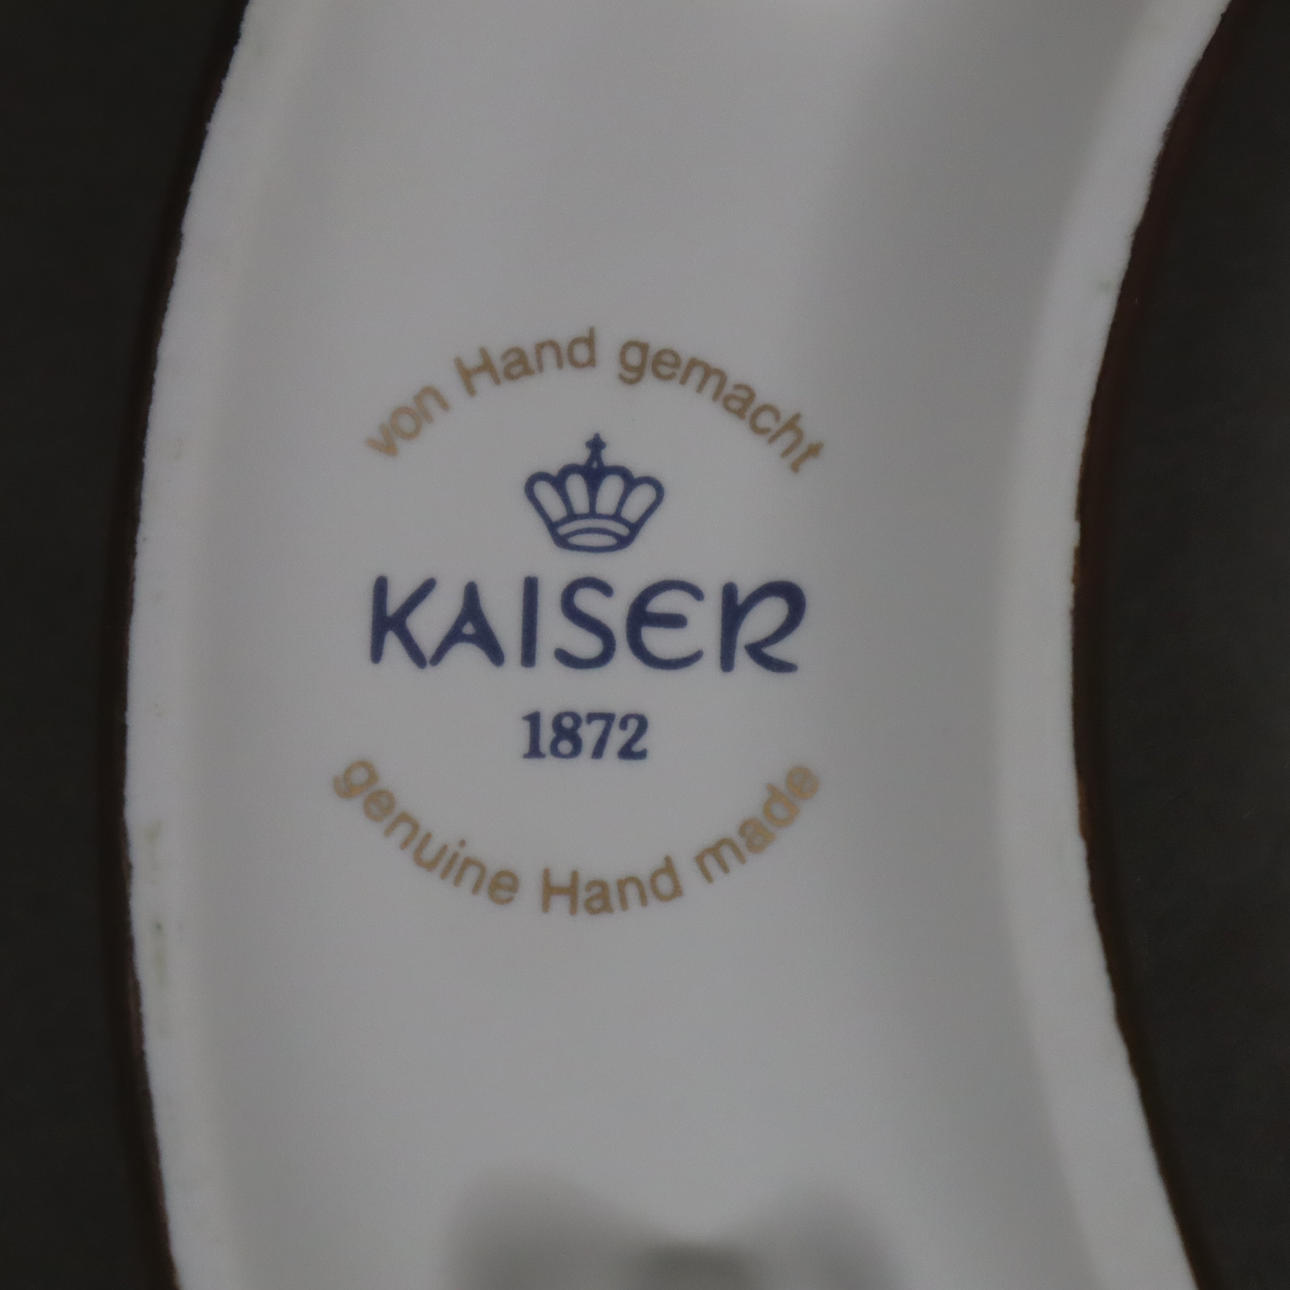 von Hand gemacht
KAISER
1872
genuine Hand made